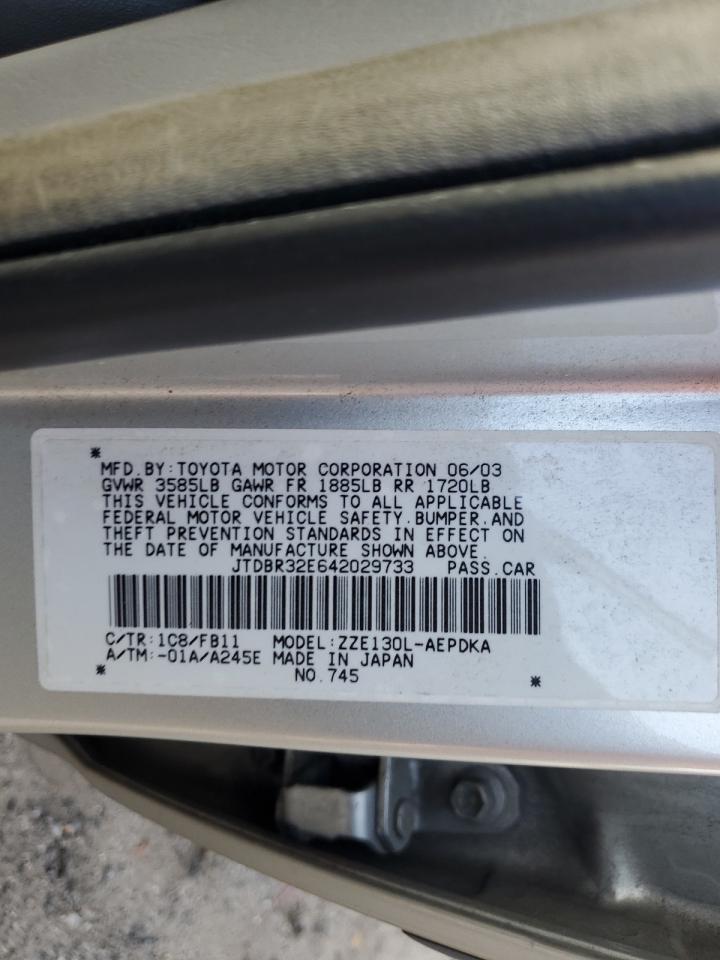 *
MFD.BY:TOYOTA MOTOR CORPORATION 06/03
GVWR 3585LB GAWR FR 1885LB RR 1720LB
THIS VEHICLE CONFORMS TO ALL APPLICABLE
FEDERAL MOTOR VEHICLE SAFETY.BUMPER.AND
THEFT PREVENTION STANDARDS IN EFFECT ON
THE DATE OF MANUFACTURE SHOWN ABOVE.
JTDBR32E642029733 PASS.CAR
C/TR:1C8/FB11 MODEL:ZZE130L-AEPDKA
A/TM:-01A/A245E MADE IN JAPAN
* NO.745 *